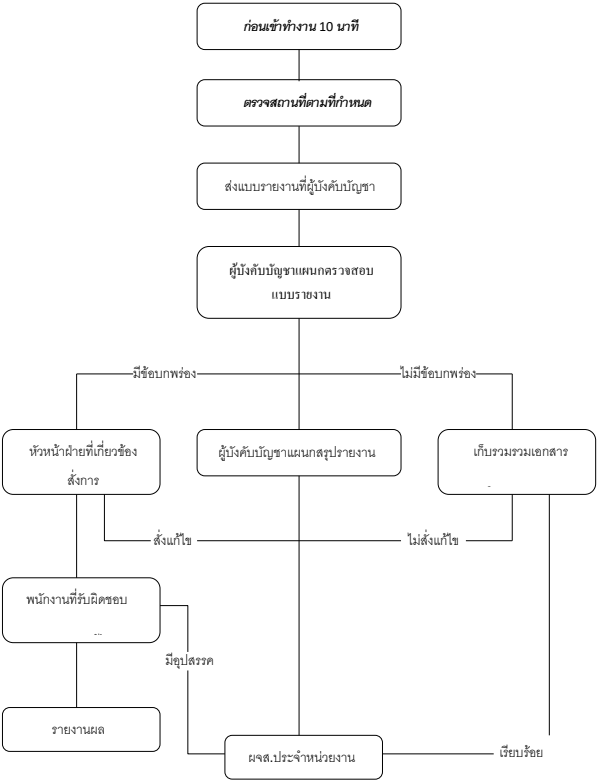 ก่อนเข้าทำงาน 10 นาที
ตรวจสถานที่ตามที่กำหนด
ส่งแบบรายงานที่ผู้บังคับบัญชา
ผู้บังคับบัญชาแผนกตรวจสอบ
แบบรายงาน
มีข้อบกพร่อง
ไม่มีข้อบกพร่อง
หัวหน้าฝ่ายที่เกี่ยวข้อง
สั่งการ
ผู้บังคับบัญชาแผนกสรุปรายงาน
เก็บรวมรวมเอกสาร
สั่งแก้ไข
ไม่สั่งแก้ไข
พนักงานที่รับผิดชอบ
มีอุปสรรค
รายงานผล
ผจส.ประจำหน่วยงาน
เรียบร้อย